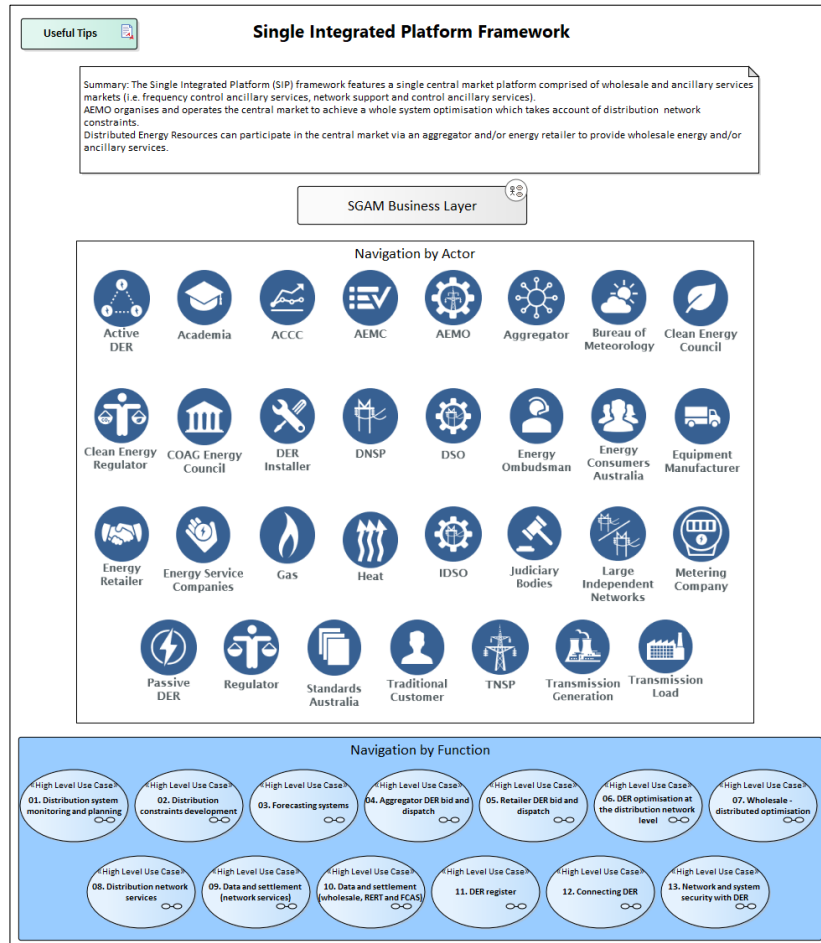 Useful Tips
Single Integrated Platform Framework
Summary: The Single Integrated Platform (SIP) framework features a single central market platform comprised of wholesale and ancillary services
markets (i.e. frequency control ancillary services, network support and control ancillary services).
AEMO organises and operates the central market to achieve a whole system optimisation which takes account of distribution network
constraints.
Distributed Energy Resources can participate in the central market via an aggregator and/or energy retailer to provide wholesale energy and/or
ancillary services.
SGAM Business Layer
Navigation by Actor
Active
DER
Academia
ACCC
AEMC
AEMO
Aggregator
Bureau of
Meteorology
Clean Energy
Council
Clean Energy
Regulator
COAG Energy
Council
DER
Installer
DNSP
DSO
Energy
Ombudsman
Energy
Consumers
Australia
Equipment
Manufacturer
Energy
Retailer
Energy Service
Companies
Gas
Heat
IDSO
Judiciary
Bodies
Large
Independent
Networks
Metering
Company
Passive
DER
Regulator
Standards
Australia
Traditional
Customer
TNSP
Transmission
Generation
Transmission
Load
Navigation by Function
«High Level Use Case»
01. Distribution system
monitoring and planning
«High Level Use Case»
02. Distribution
constraints development
«High Level Use Case»
03. Forecasting systems
«High Level Use Case»
04. Aggregator DER bid and
dispatch
«High Level Use Case»
05. Retailer DER bid and
dispatch
«High Level Use Case»
06. DER optimisation at
the distribution network
level
«High Level Use Case»
07. Wholesale -
distributed optimisation
«High Level Use Case»
08. Distribution network
services
«High Level Use Case»
09. Data and settlement
(network services)
«High Level Use Case»
10. Data and settlement
(wholesale, RERT and FCAS)
«High Level Use Case»
11. DER register
«High Level Use Case»
12. Connecting DER
«High Level Use Case»
13. Network and system
security with DER